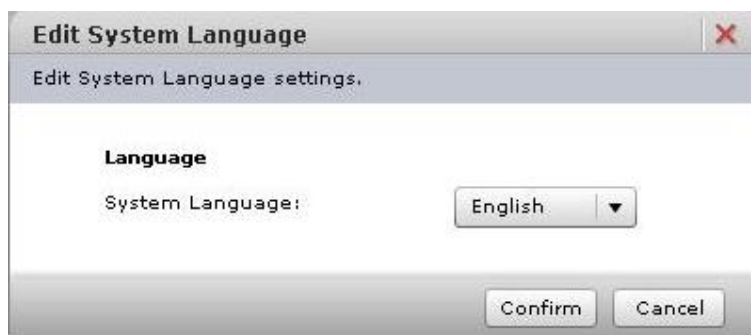 Edit System Language
Edit System Language settings.
Language
System Language: English
Confirm Cancel